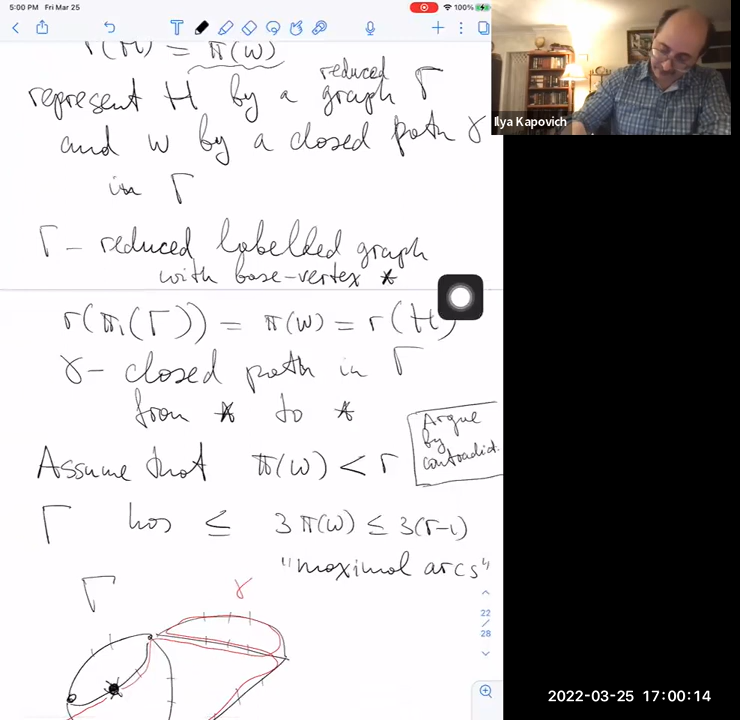 5:00 PM Fri Mar 25
100%
r(H) = π(w)
reduced
represent H by a graph Γ
and w by a closed path γ
in Γ
Γ - reduced labelled graph
with base-vertex *
r(π₁(Γ)) = π(w) = r(H)
γ - closed path in Γ
from * to *
Argue
by
contradict.
Assume that π(w) < r
Γ has ≤ 3π(w) ≤ 3(r-1)
"maximal arcs"
Γ
γ
22
/
28
Ilya Kapovich
2022-03-25 17:00:14